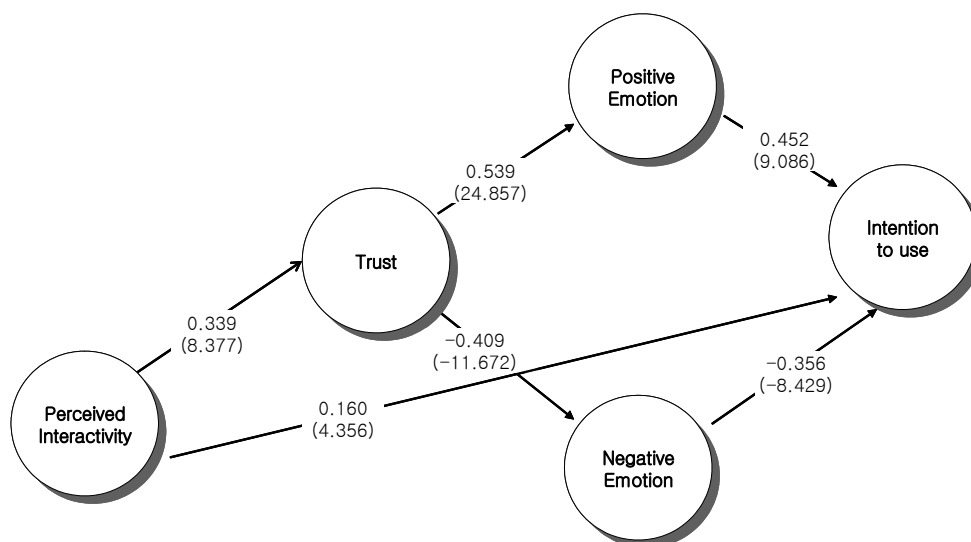 Positive
Emotion
0.452
(9.086)
0.539
(24.857)
Intention
to use
Trust
0.339
(8.377)
-0.409
(-11.672)
-0.356
(-8.429)
Perceived
Interactivity
0.160
(4.356)
Negative
Emotion